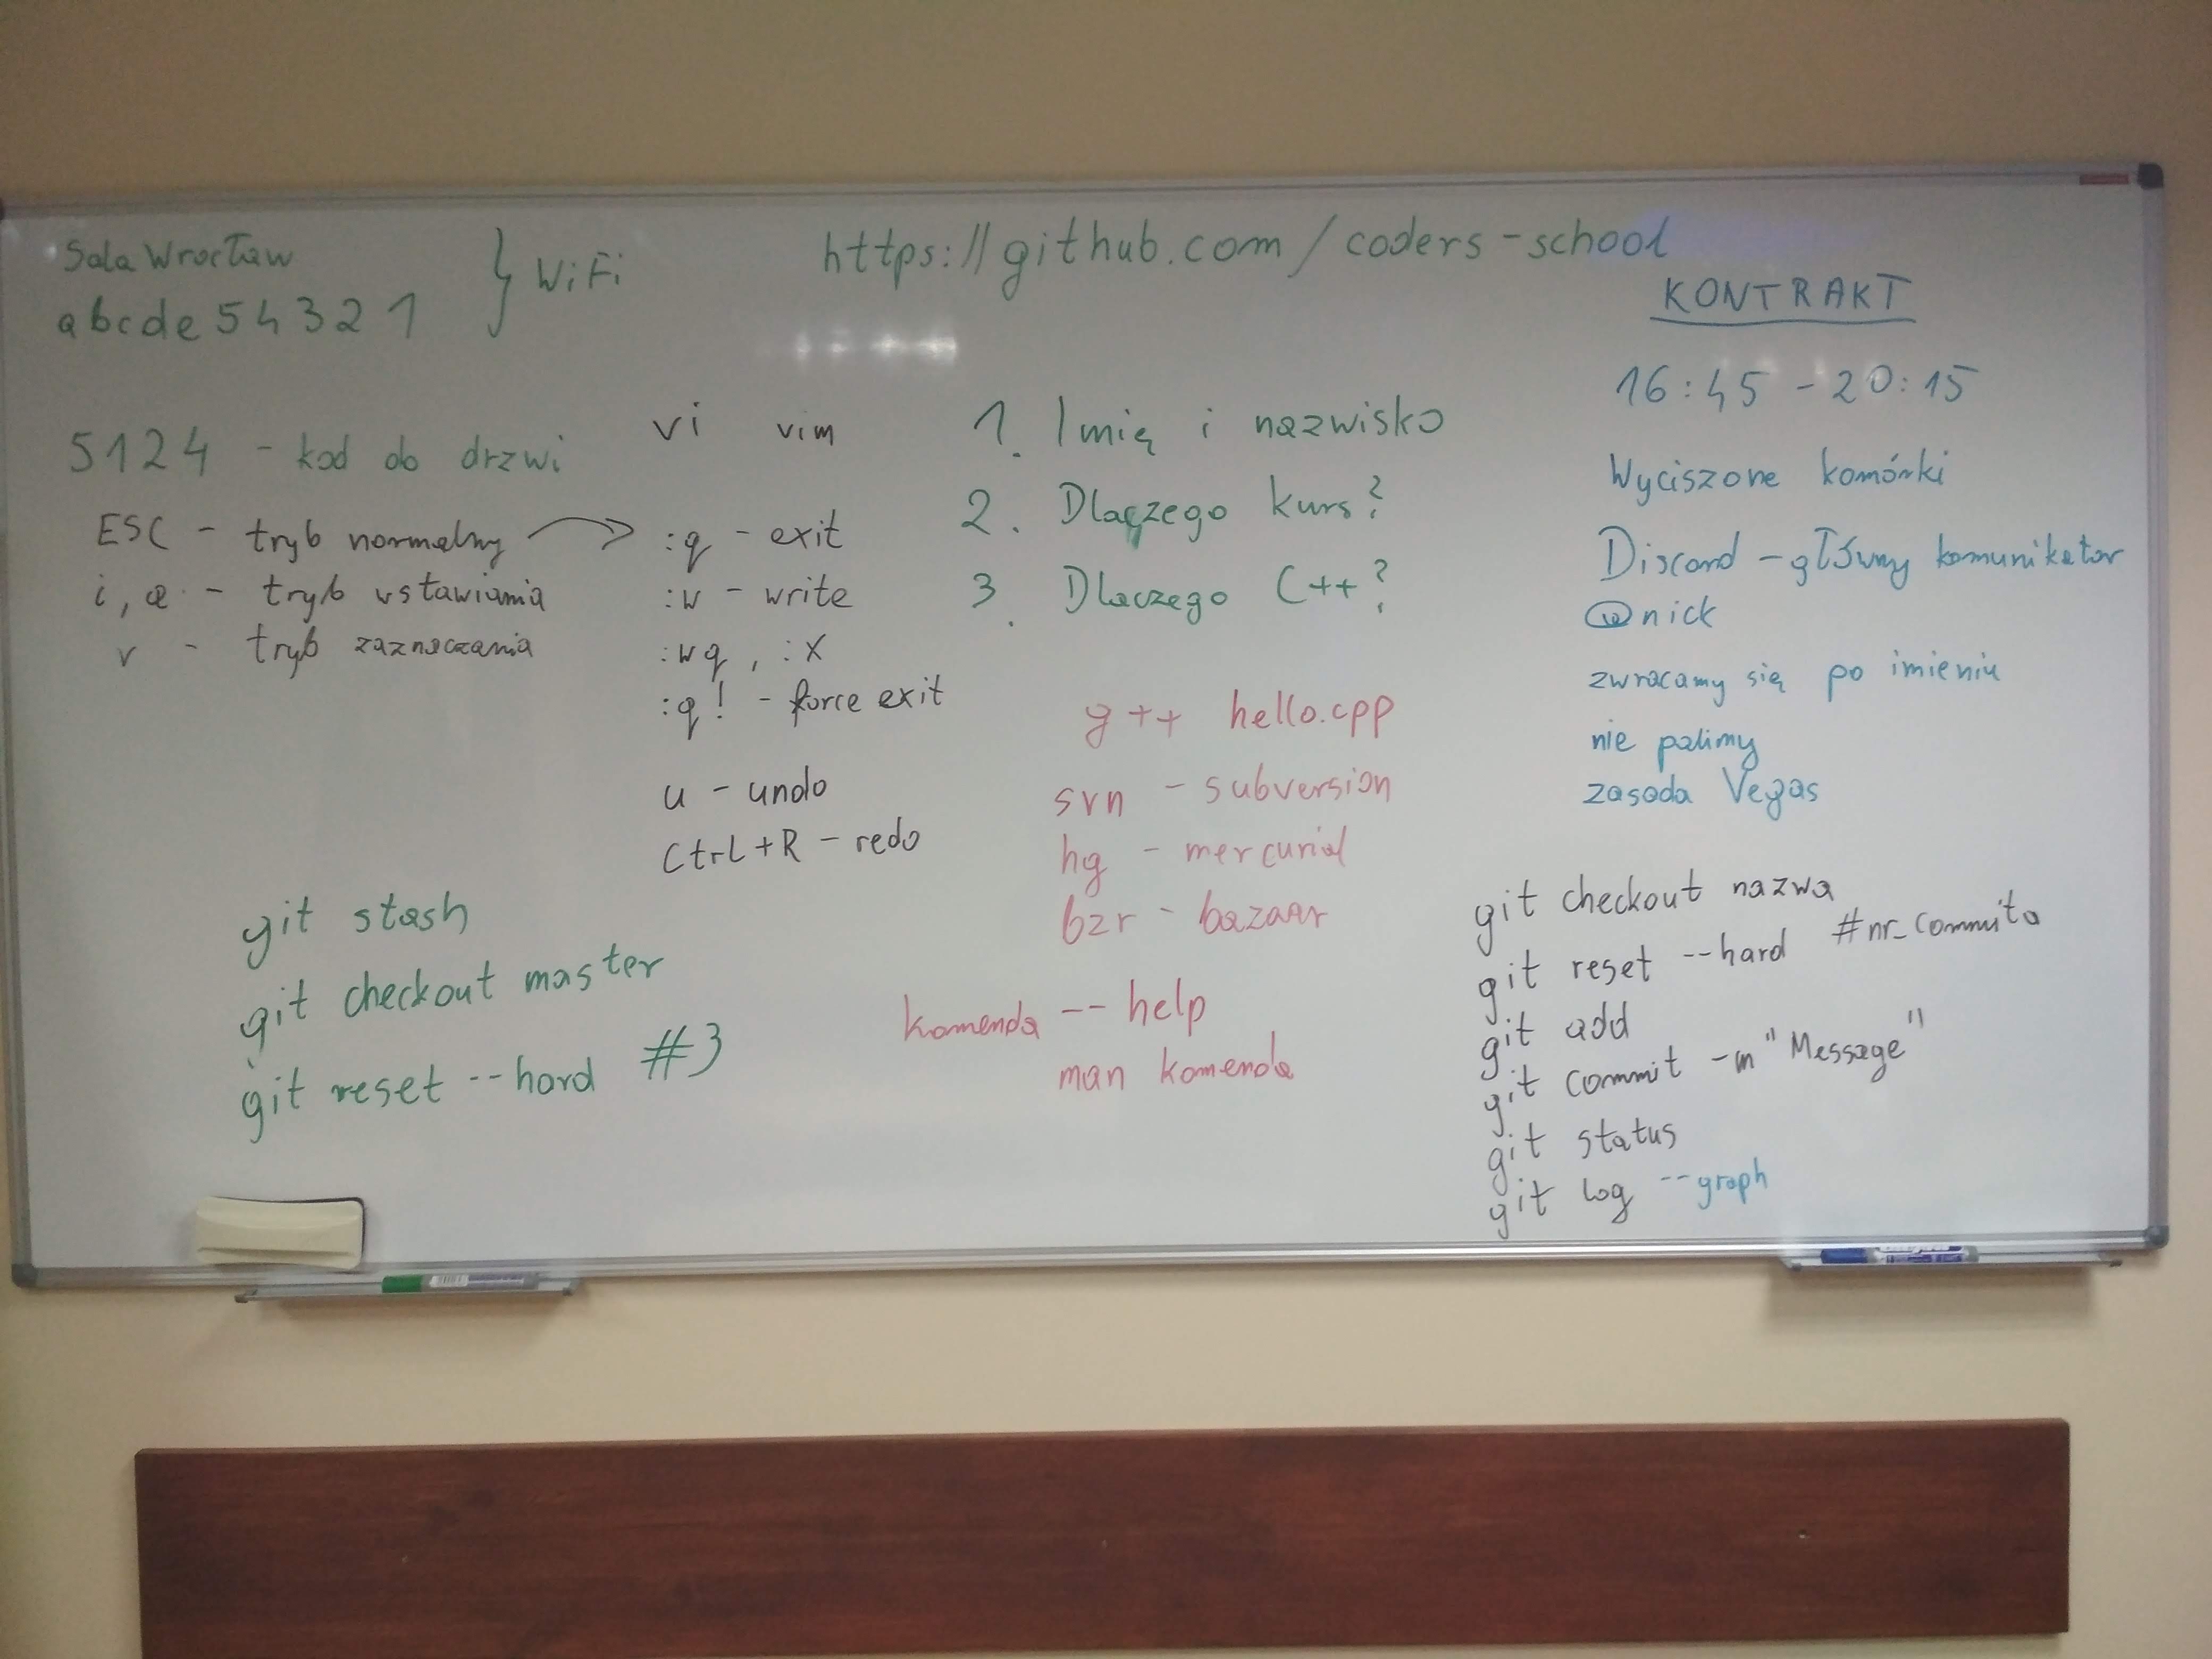 Sala Wrocław
abcde54321
} WiFi
https://github.com/coders-school
5124 - kod do drzwi
ESC - tryb normalny → :q - exit
i, a - tryb wstawiania
v - tryb zaznaczania
vi vim
:w - write
:wq, :x
:q! - force exit
u - undo
Ctrl+R - redo
1. Imię i nazwisko
2. Dlaczego kurs?
3. Dlaczego C++?
g++ hello.cpp
svn - subversion
hg - mercurial
bzr - bazaar
komenda --help
man komenda
KONTRAKT
16:45 - 20:15
Wyciszone komórki
Discord - główny komunikator
@nick
zwracamy się po imieniu
nie palimy
zasada Vegas
git stash
git checkout master
git reset --hard #3
git checkout nazwa
git reset --hard #nr_commita
git add
git commit -m "Message"
git status
git log --graph